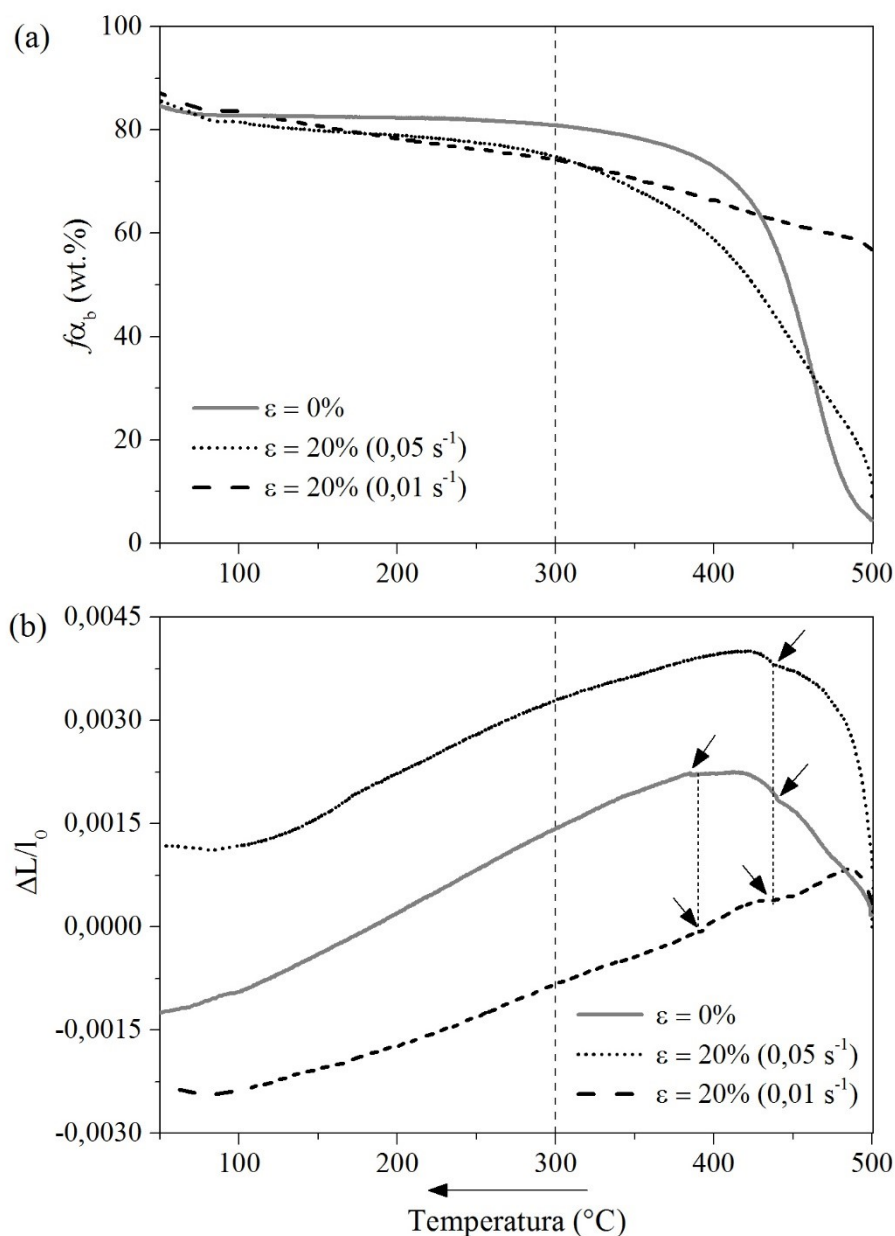 (a)
100
80
60
40
20
0
fα_b (wt.%)
ε = 0%
ε = 20% (0,05 s⁻¹)
ε = 20% (0,01 s⁻¹)
100 200 300 400 500
(b)
0,0045
0,0030
0,0015
0,0000
-0,0015
-0,0030
ΔL/l₀
ε = 0%
ε = 20% (0,05 s⁻¹)
ε = 20% (0,01 s⁻¹)
100 200 300 400 500
Temperatura (°C)